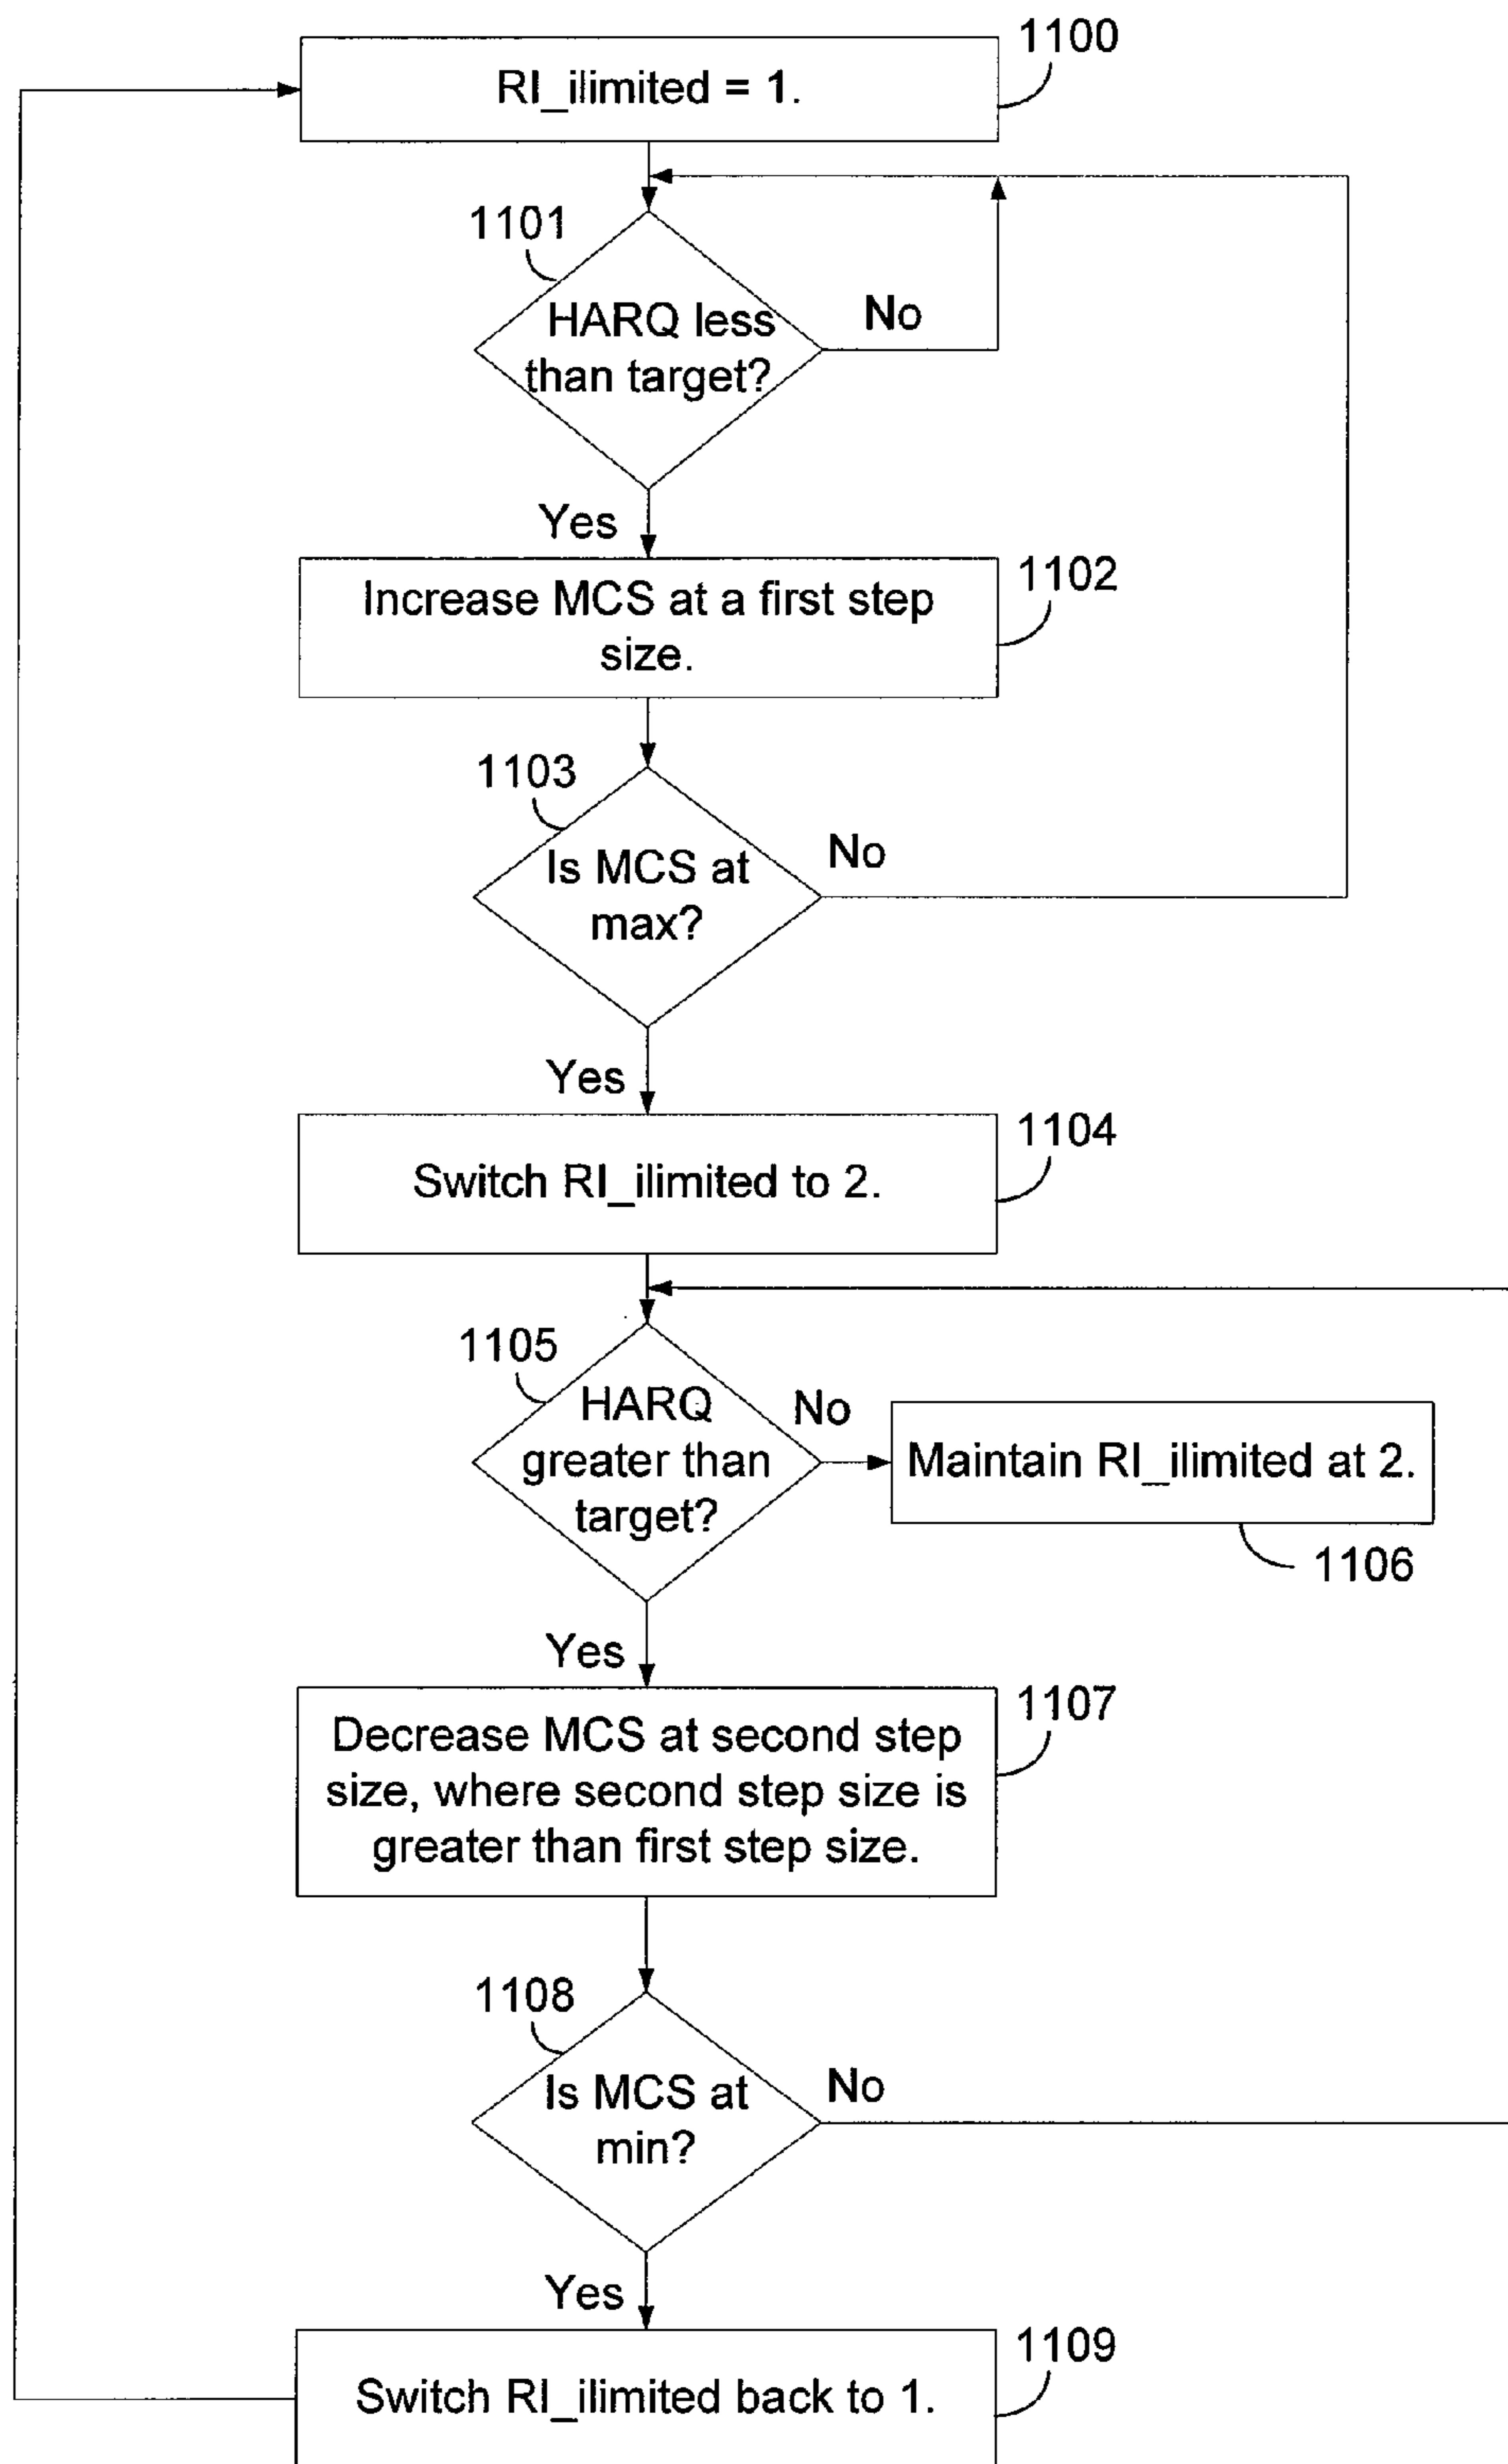 1100
RI_ilimited = 1.
1101
HARQ less
than target?
No
Yes
1102
Increase MCS at a first step
size.
1103
Is MCS at
max?
No
Yes
1104
Switch RI_ilimited to 2.
1105
HARQ
greater than
target?
No
Maintain RI_ilimited at 2.
1106
Yes
1107
Decrease MCS at second step
size, where second step size is
greater than first step size.
1108
Is MCS at
min?
No
Yes
1109
Switch RI_ilimited back to 1.